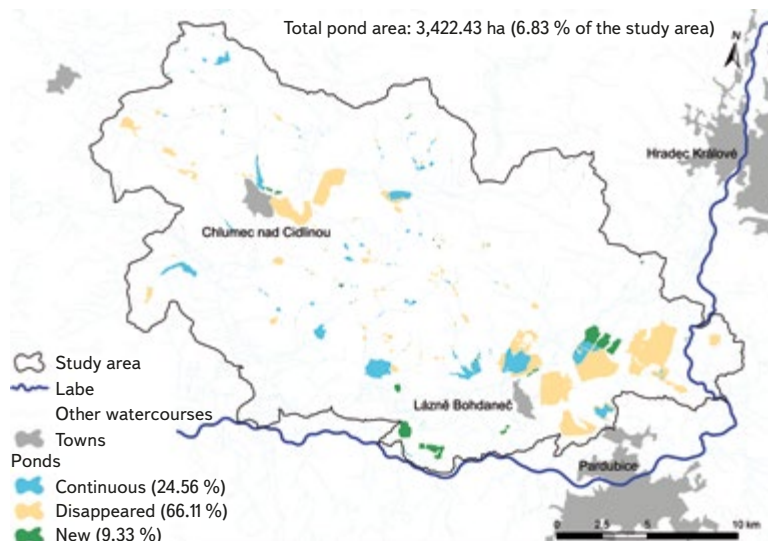 Total pond area: 3,422.43 ha (6.83 % of the study area)
N
Hradec Králové
Chlumec nad Cidlinou
Study area
Labe
Lázně Bohdaneč
Other watercourses
Towns
Pardubice
Ponds
Continuous (24.56 %)
Disappeared (66.11 %)
New (9.33 %)
0 2.5 5 10 km